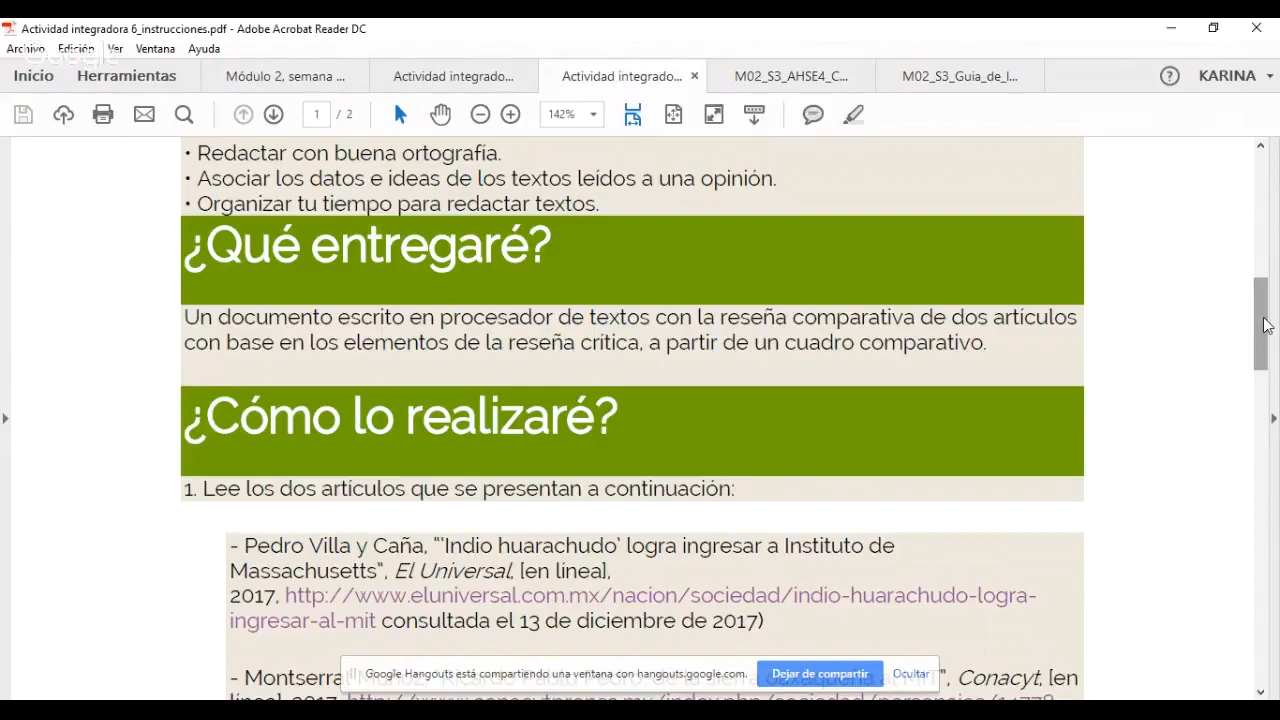 Actividad integradora 6_instrucciones.pdf - Adobe Acrobat Reader DC
Archivo Edición Ver Ventana Ayuda
Google
Inicio Herramientas Módulo 2, semana ... Actividad integrado... Actividad integrado... × M02_S3_AHSE4_C... M02_S3_Guia_de_l... KARINA
1 / 2 142%
• Redactar con buena ortografía.
• Asociar los datos e ideas de los textos leídos a una opinión.
• Organizar tu tiempo para redactar textos.
¿Qué entregaré?
Un documento escrito en procesador de textos con la reseña comparativa de dos artículos
con base en los elementos de la reseña crítica, a partir de un cuadro comparativo.
¿Cómo lo realizaré?
1. Lee los dos artículos que se presentan a continuación:
- Pedro Villa y Caña, "'Indio huarachudo' logra ingresar a Instituto de
Massachusetts", El Universal, [en línea],
2017, http://www.eluniversal.com.mx/nacion/sociedad/indio-huarachudo-logra-
ingresar-al-mit consultada el 13 de diciembre de 2017)
- Montserrat
", Conacyt, [en
Google Hangouts está compartiendo una ventana con hangouts.google.com. Dejar de compartir Ocultar